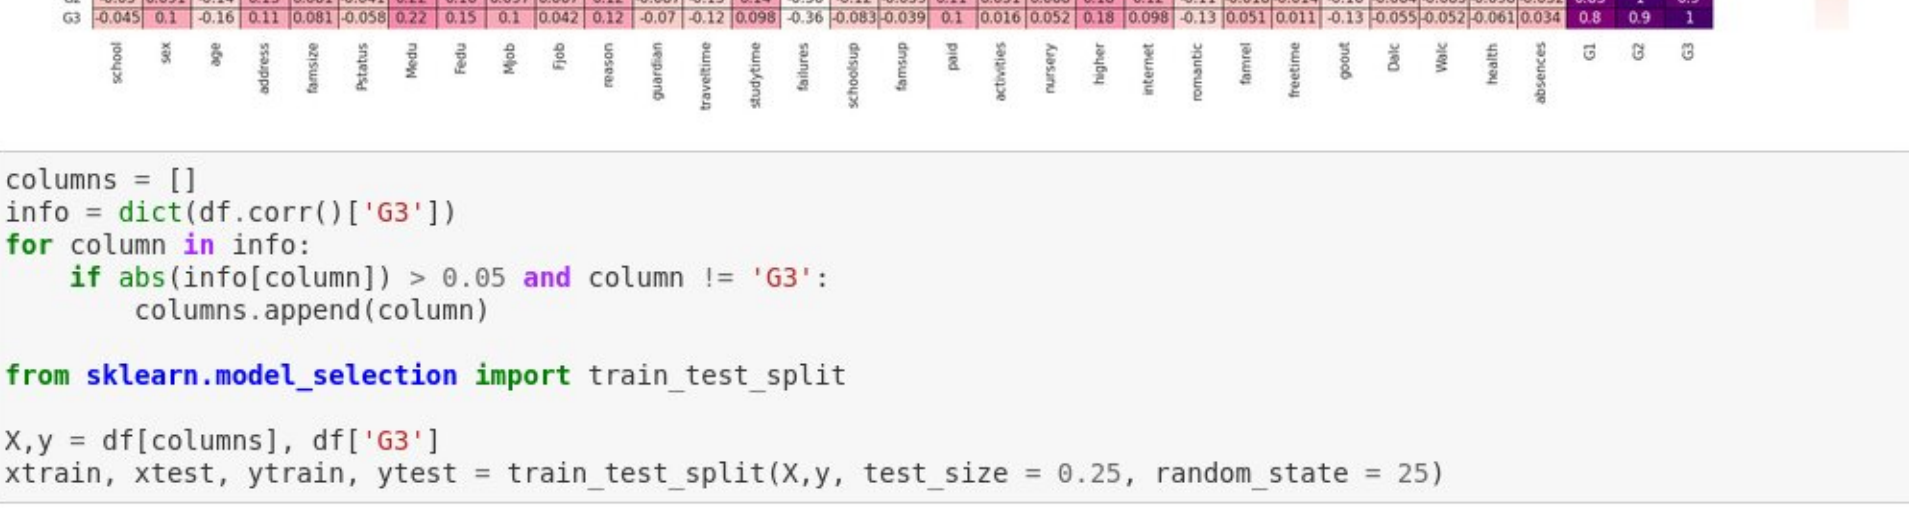 G3 -0.045 0.1 -0.16 0.11 0.081 -0.058 0.22 0.15 0.1 0.042 0.12 -0.07 -0.12 0.098 -0.36 -0.083 -0.039 0.1 0.016 0.052 0.18 0.098 -0.13 0.051 0.011 -0.13 -0.055 -0.052 -0.061 0.034 0.8 0.9 1
school sex age address famsize Pstatus Medu Fedu Mjob Fjob reason guardian traveltime studytime failures schoolsup famsup paid activities nursery higher internet romantic famrel freetime goout Dalc Walc health absences G1 G2 G3
columns = []
info = dict(df.corr()['G3'])
for column in info:
    if abs(info[column]) > 0.05 and column != 'G3':
        columns.append(column)
from sklearn.model_selection import train_test_split
X,y = df[columns], df['G3']
xtrain, xtest, ytrain, ytest = train_test_split(X,y, test_size = 0.25, random_state = 25)